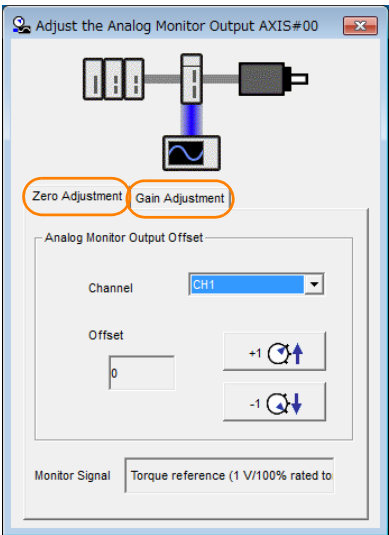 Adjust the Analog Monitor Output AXIS#00
Zero Adjustment
Gain Adjustment
Analog Monitor Output Offset
Channel
CH1
Offset
+1
0
-1
Monitor Signal
Torque reference (1 V/100% rated to